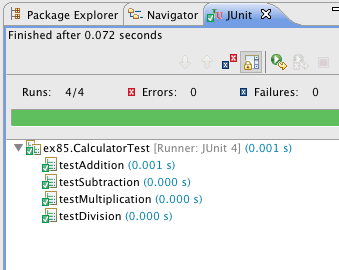 Package Explorer Navigator JUnit
Finished after 0.072 seconds
Runs: 4/4 Errors: 0 Failures: 0
ex85.CalculatorTest [Runner: JUnit 4] (0.001 s)
testAddition (0.001 s)
testSubtraction (0.000 s)
testMultiplication (0.000 s)
testDivision (0.000 s)